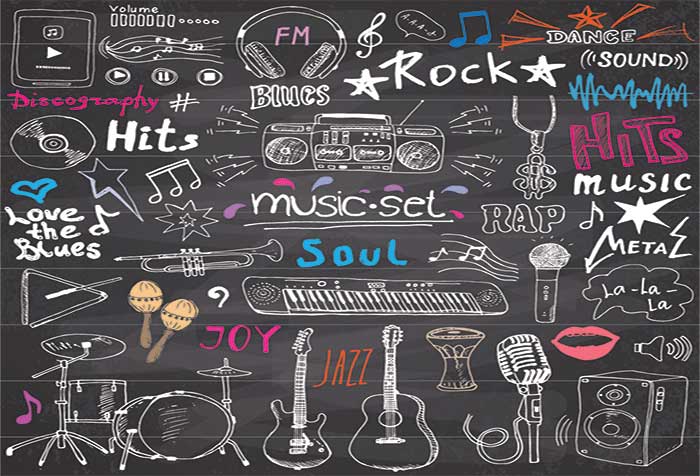 Volume
FM
A-A-A
DANCE
((SOUND))
★Rock★
Discography #
Blues
Hits
HITS
MUSIC
music·set
Love
the
Blues
RAP
METAL
Soul
La-La-
La
JOY
JAZZ